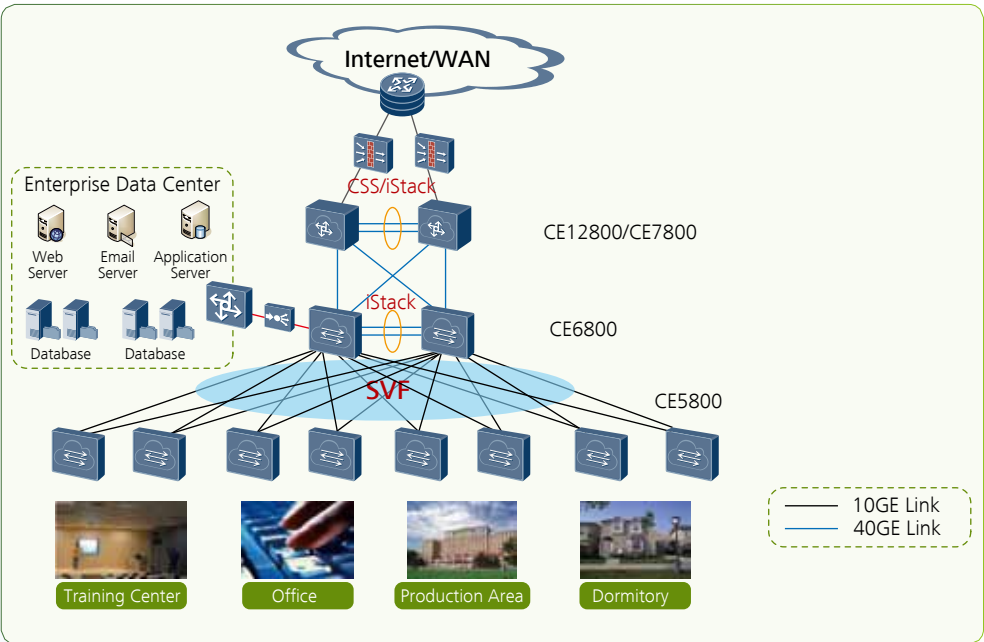 Internet/WAN
CSS/iStack
Enterprise Data Center
Web
Server
Email
Server
Application
Server
CE12800/CE7800
iStack
CE6800
Database
Database
SVF
CE5800
10GE Link
40GE Link
Training Center
Office
Production Area
Dormitory